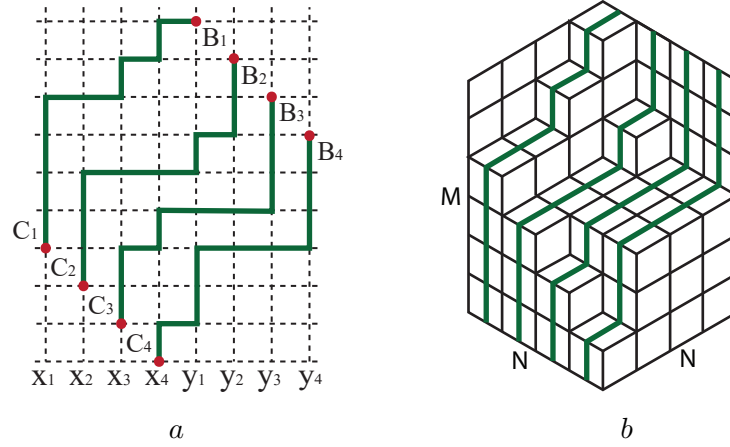 B₁
B₂
B₃
B₄
C₁
C₂
C₃
C₄
x₁ x₂ x₃ x₄ y₁ y₂ y₃ y₄
a
M
N
N
b